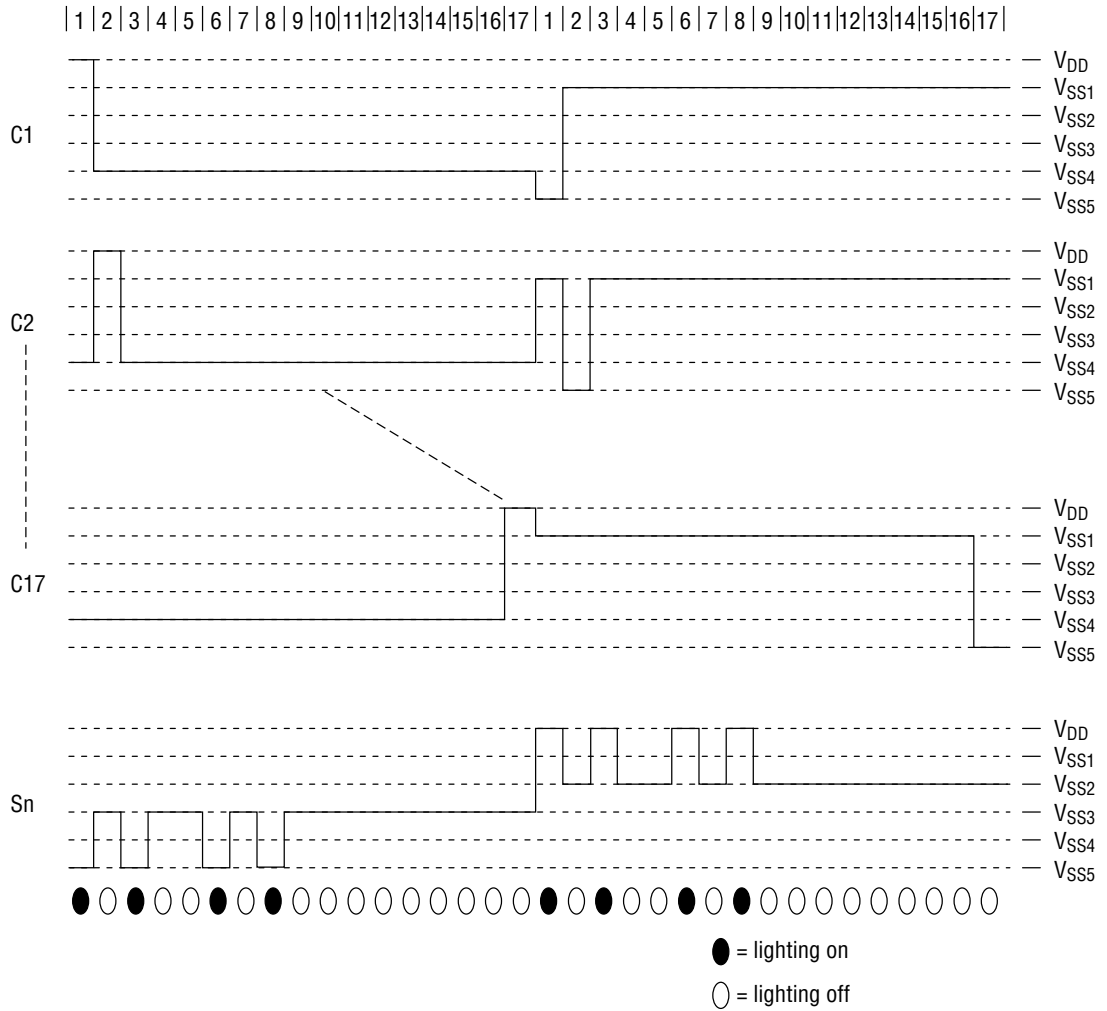 | 1 | 2 | 3 | 4 | 5 | 6 | 7 | 8 | 9 |10|11|12|13|14|15|16|17| 1 | 2 | 3 | 4 | 5 | 6 | 7 | 8 | 9 |10|11|12|13|14|15|16|17|
C1
VDD
VSS1
VSS2
VSS3
VSS4
VSS5
C2
VDD
VSS1
VSS2
VSS3
VSS4
VSS5
C17
VDD
VSS1
VSS2
VSS3
VSS4
VSS5
Sn
VDD
VSS1
VSS2
VSS3
VSS4
VSS5
= lighting on
= lighting off